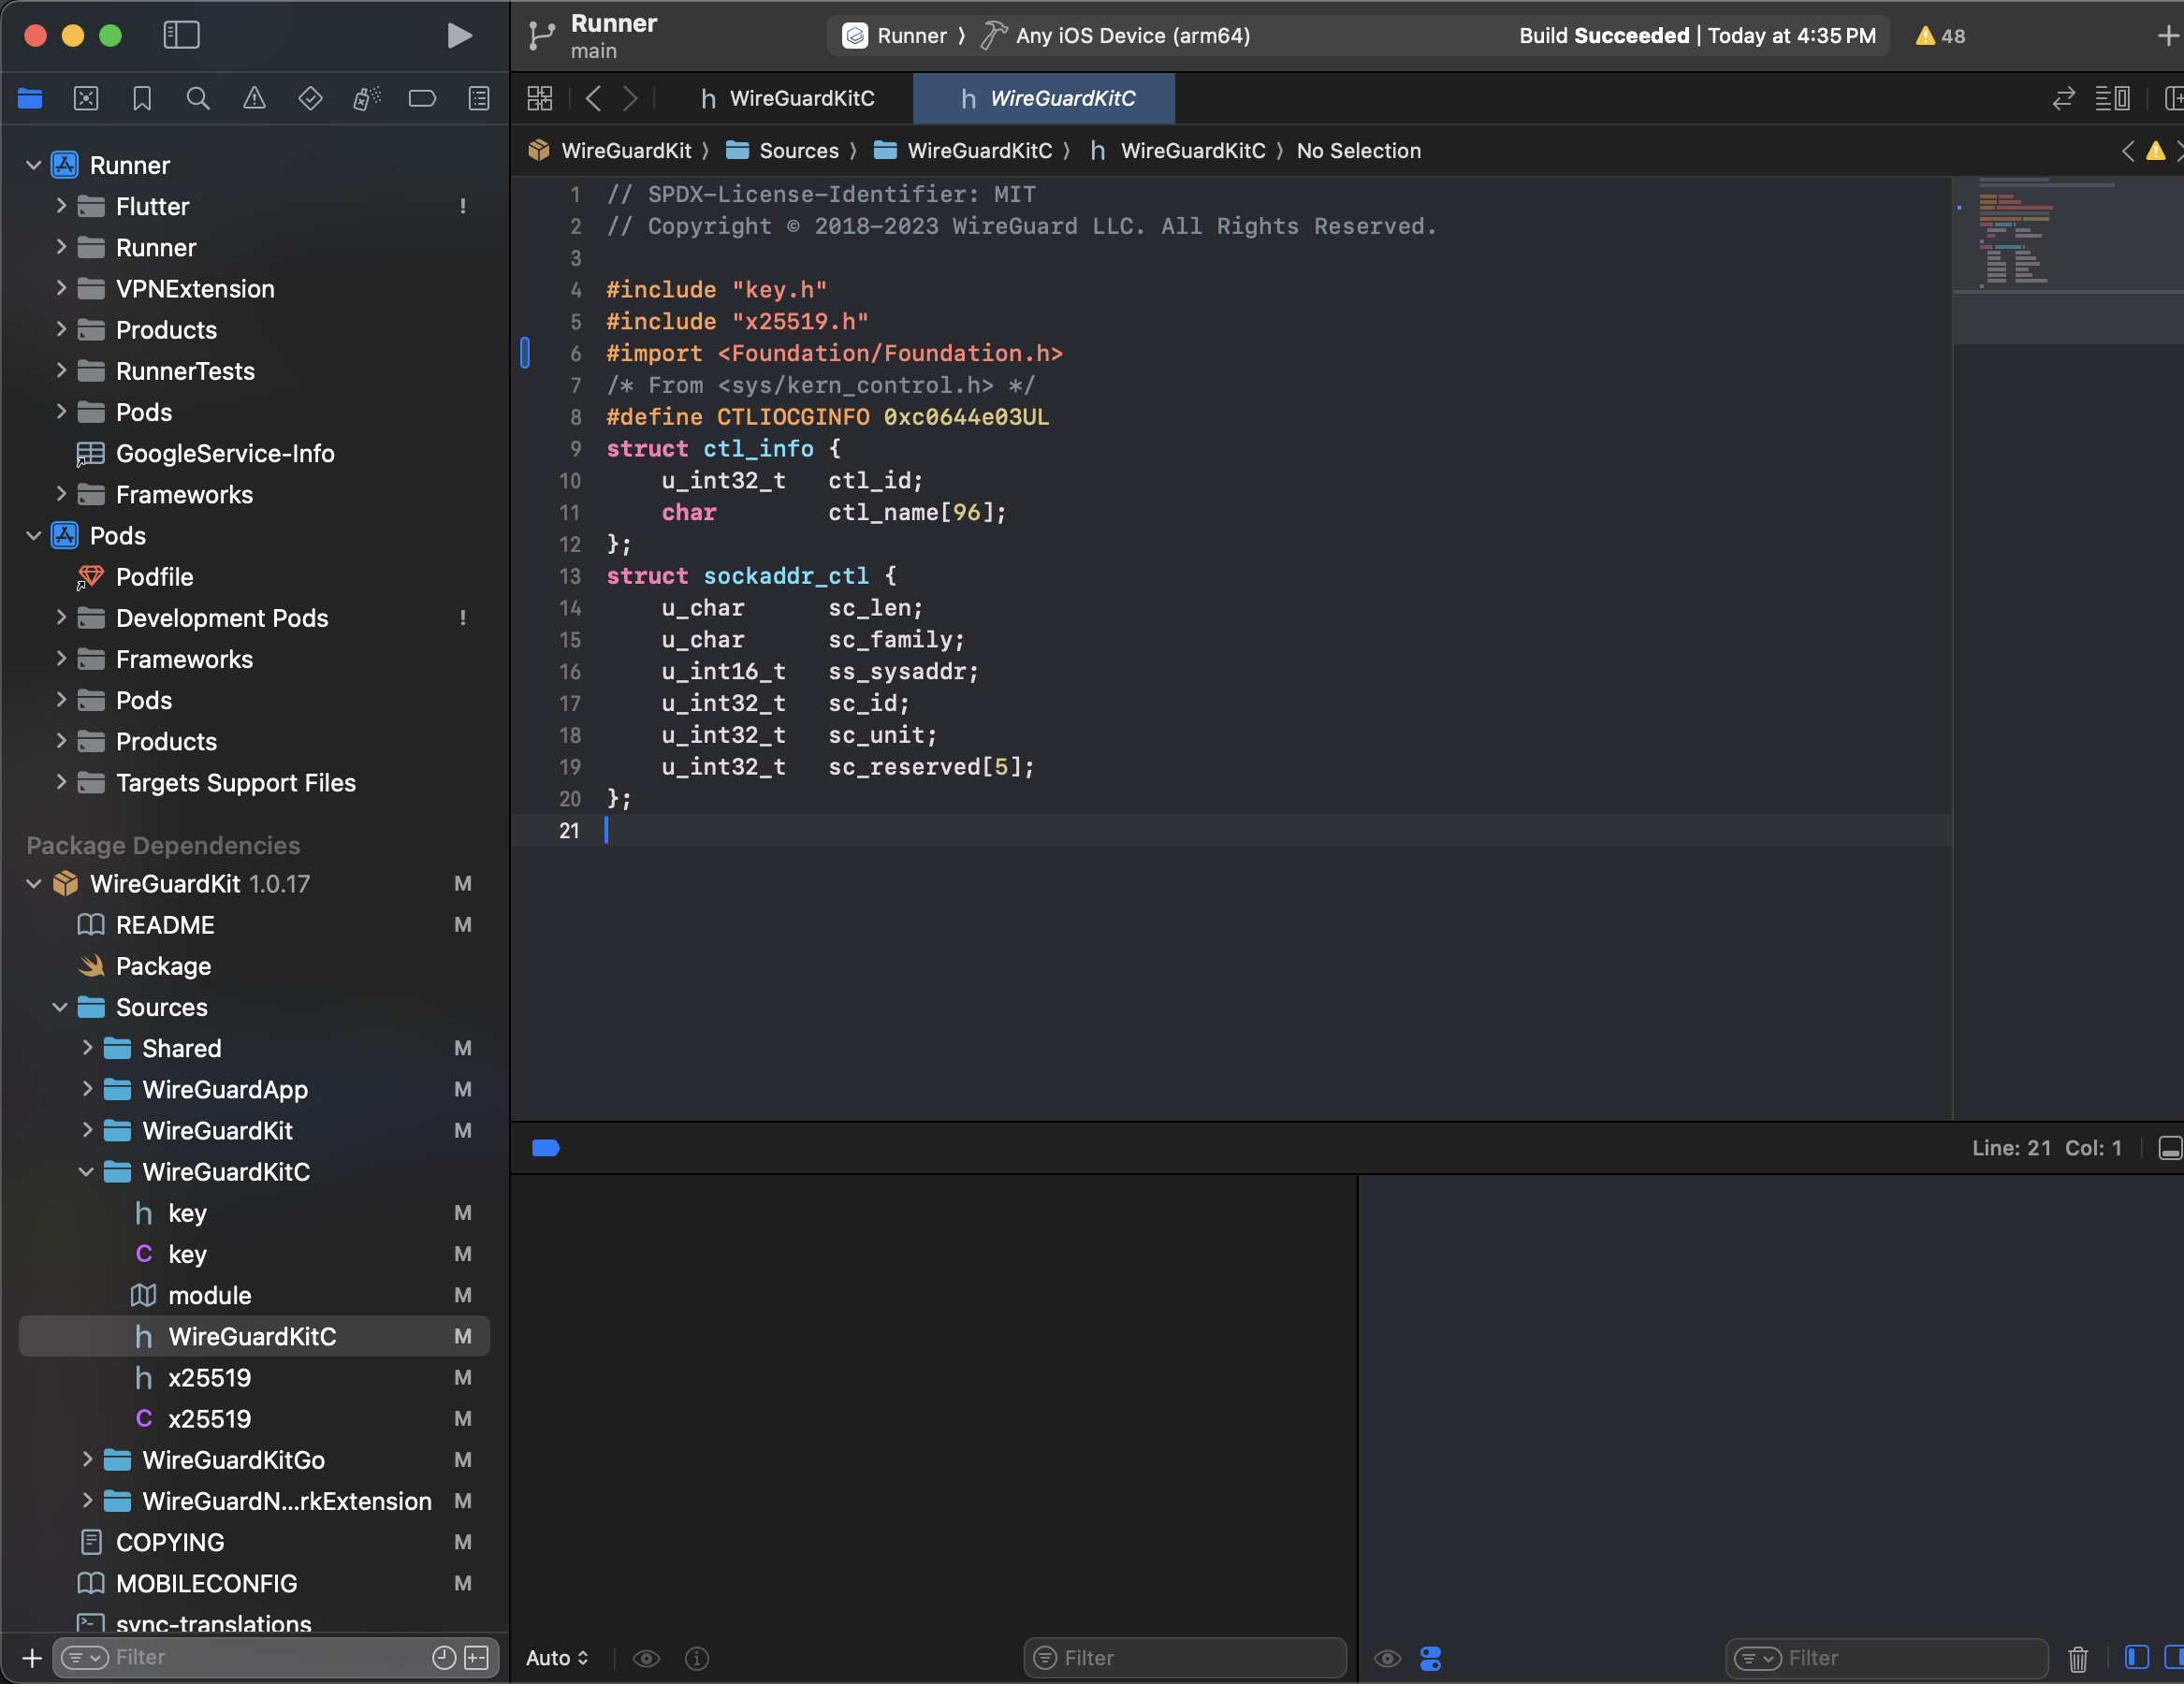 Runner
main
Runner 〉 Any iOS Device (arm64)
Build Succeeded | Today at 4:35 PM
48
WireGuardKitC
WireGuardKitC
WireGuardKit 〉 Sources 〉 WireGuardKitC 〉 h WireGuardKitC 〉 No Selection
Runner
Flutter !
Runner
VPNExtension
Products
RunnerTests
Pods
GoogleService-Info
Frameworks
Pods
Podfile
Development Pods !
Frameworks
Pods
Products
Targets Support Files
Package Dependencies
WireGuardKit 1.0.17 M
README M
Package
Sources
Shared M
WireGuardApp M
WireGuardKit M
WireGuardKitC
h key M
C key M
module M
h WireGuardKitC M
h x25519 M
C x25519 M
WireGuardKitGo M
WireGuardN...rkExtension M
COPYING M
MOBILECONFIG M
sync-translations
Filter
1 // SPDX-License-Identifier: MIT
2 // Copyright © 2018-2023 WireGuard LLC. All Rights Reserved.
3
4 #include "key.h"
5 #include "x25519.h"
6 #import <Foundation/Foundation.h>
7 /* From <sys/kern_control.h> */
8 #define CTLIOCGINFO 0xc0644e03UL
9 struct ctl_info {
10 u_int32_t ctl_id;
11 char ctl_name[96];
12 };
13 struct sockaddr_ctl {
14 u_char sc_len;
15 u_char sc_family;
16 u_int16_t ss_sysaddr;
17 u_int32_t sc_id;
18 u_int32_t sc_unit;
19 u_int32_t sc_reserved[5];
20 };
21
Line: 21 Col: 1
Auto
Filter
Filter